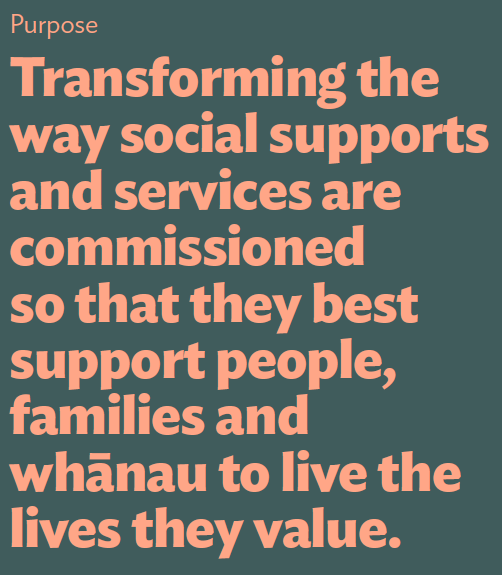 Purpose
Transforming the
way social supports
and services are
commissioned
so that they best
support people,
families and
whānau to live the
lives they value.